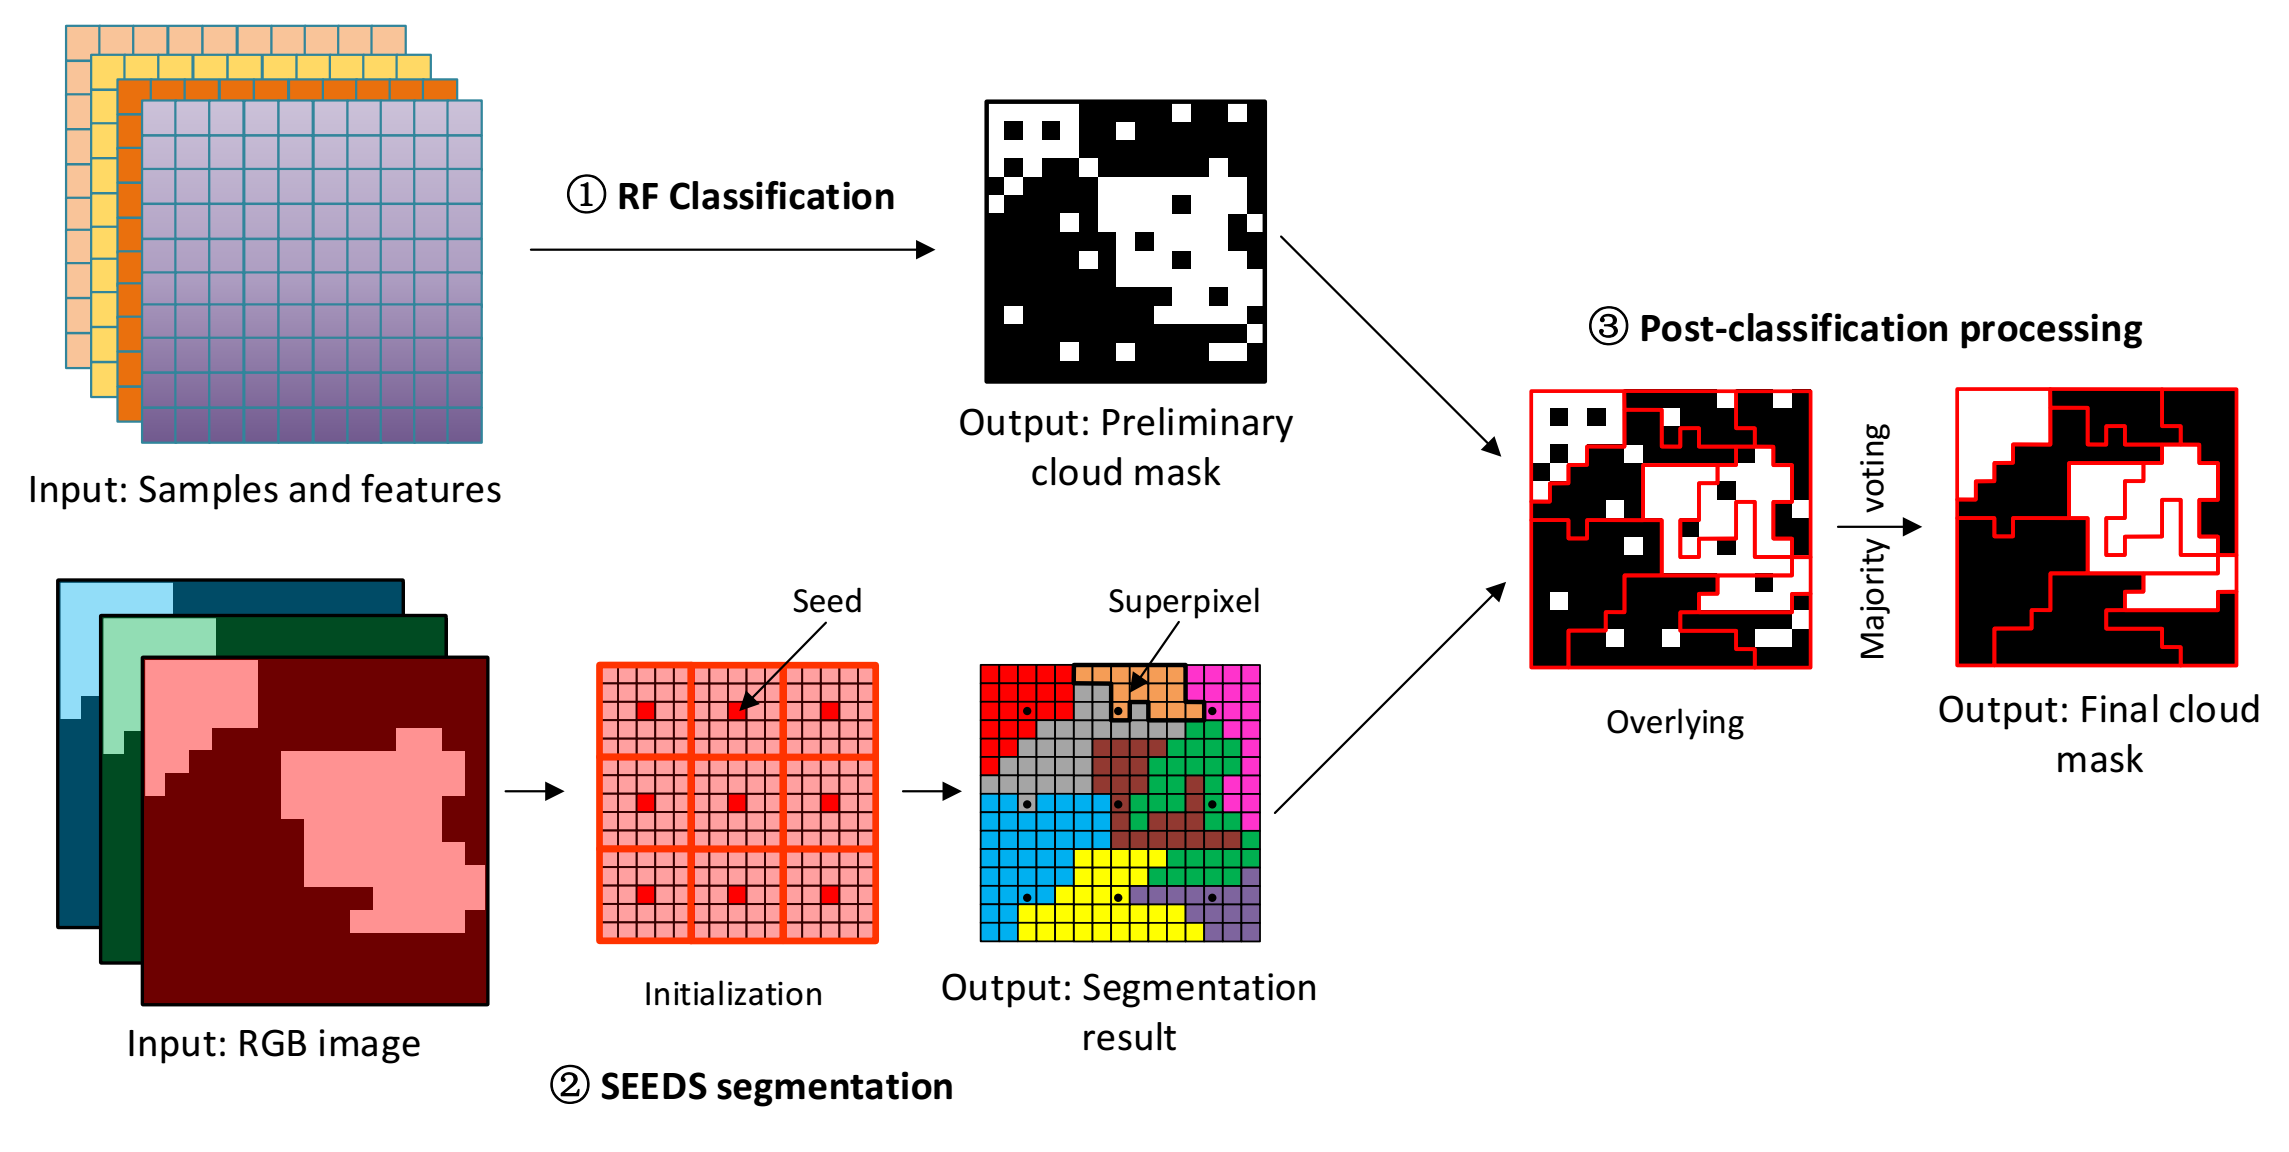 ① RF Classification
Input: Samples and features
Output: Preliminary
cloud mask
③ Post-classification processing
Majority voting
Overlying
Output: Final cloud
mask
Seed
Superpixel
Input: RGB image
Initialization
Output: Segmentation
result
② SEEDS segmentation